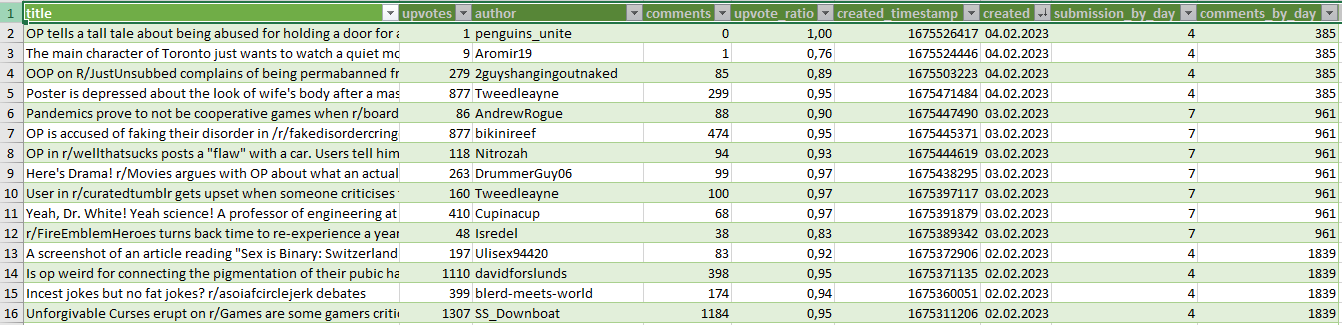 1 title upvotes author comments upvote_ratio created_timestamp created submission_by_day comments_by_day
2 OP tells a tall tale about being abused for holding a door for a 1 penguins_unite 0 1,00 1675526417 04.02.2023 4 385
3 The main character of Toronto just wants to watch a quiet mo 9 Aromir19 1 0,76 1675524446 04.02.2023 4 385
4 OOP on R/JustUnsubbed complains of being permabanned fr 279 2guyshangingoutnaked 85 0,89 1675503223 04.02.2023 4 385
5 Poster is depressed about the look of wife's body after a mas 877 Tweedleayne 299 0,95 1675471484 04.02.2023 4 385
6 Pandemics prove to not be cooperative games when r/board 86 AndrewRogue 88 0,90 1675447490 03.02.2023 7 961
7 OP is accused of faking their disorder in /r/fakedisordercring 877 bikinireef 474 0,95 1675445371 03.02.2023 7 961
8 OP in r/wellthatsucks posts a "flaw" with a car. Users tell him 118 Nitrozah 94 0,93 1675444619 03.02.2023 7 961
9 Here's Drama! r/Movies argues with OP about what an actual 263 DrummerGuy06 99 0,97 1675438295 03.02.2023 7 961
10 User in r/curatedtumblr gets upset when someone criticises 160 Tweedleayne 100 0,97 1675397117 03.02.2023 7 961
11 Yeah, Dr. White! Yeah science! A professor of engineering at 410 Cupinacup 68 0,97 1675391879 03.02.2023 7 961
12 r/FireEmblemHeroes turns back time to re-experience a year 48 Isredel 38 0,83 1675389342 03.02.2023 7 961
13 A screenshot of an article reading "Sex is Binary: Switzerland 197 Ulisex94420 83 0,92 1675372906 02.02.2023 4 1839
14 Is op weird for connecting the pigmentation of their pubic ha 1110 davidforslunds 398 0,95 1675371135 02.02.2023 4 1839
15 Incest jokes but no fat jokes? r/asoiafcirclejerk debates 399 blerd-meets-world 174 0,94 1675360051 02.02.2023 4 1839
16 Unforgivable Curses erupt on r/Games are some gamers criti 1307 SS_Downboat 1184 0,95 1675311206 02.02.2023 4 1839